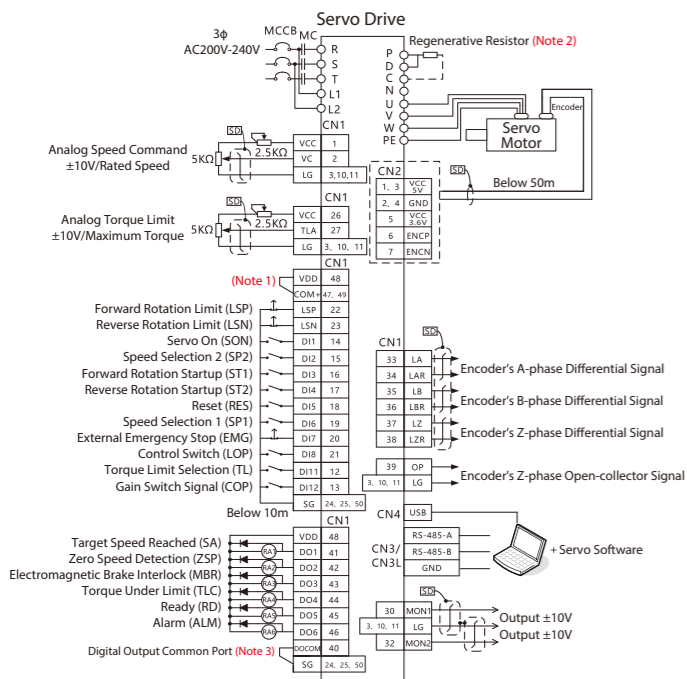 Servo Drive
3ϕ
AC200V-240V
MCCB
MC
R
S
T
L1
L2
P
D
C
N
U
V
W
PE
Regenerative Resistor (Note 2)
Encoder
Servo
Motor
Below 50m
SD
CN1
Analog Speed Command
±10V/Rated Speed
5KΩ
SD
2.5KΩ
VCC 1
VC 2
LG 3,10,11
CN2
1, 3 VCC 5V
2, 4 GND
5 VCC 3.6V
6 ENCP
7 ENCN
CN1
Analog Torque Limit
±10V/Maximum Torque
5KΩ
SD
2.5KΩ
VCC 26
TLA 27
LG 3, 10, 11
CN1
(Note 1)
VDD 48
COM+ 47, 49
Forward Rotation Limit (LSP) LSP 22
Reverse Rotation Limit (LSN) LSN 23
Servo On (SON) DI1 14
Speed Selection 2 (SP2) DI2 15
Forward Rotation Startup (ST1) DI3 16
Reverse Rotation Startup (ST2) DI4 17
Reset (RES) DI5 18
Speed Selection 1 (SP1) DI6 19
External Emergency Stop (EMG) DI7 20
Control Switch (LOP) DI8 21
Torque Limit Selection (TL) DI11 12
Gain Switch Signal (COP) DI12 13
SG 24, 25, 50
Below 10m
CN1
SD
33 LA
34 LAR
Encoder's A-phase Differential Signal
35 LB
36 LBR
Encoder's B-phase Differential Signal
37 LZ
38 LZR
Encoder's Z-phase Differential Signal
39 OP
3, 10, 11 LG
Encoder's Z-phase Open-collector Signal
CN4 USB
CN3/
CN3L
RS-485-A
RS-485-B
GND
+ Servo Software
SD
30 MON1
3, 10, 11 LG
32 MON2
Output ±10V
Output ±10V
CN1
VDD 48
Target Speed Reached (SA) RA1 DO1 41
Zero Speed Detection (ZSP) RA2 DO2 42
Electromagnetic Brake Interlock (MBR) RA3 DO3 43
Torque Under Limit (TLC) RA4 DO4 44
Ready (RD) RA5 DO5 45
Alarm (ALM) RA6 DO6 46
Digital Output Common Port (Note 3) DOCOM 40
SG 24, 25, 50